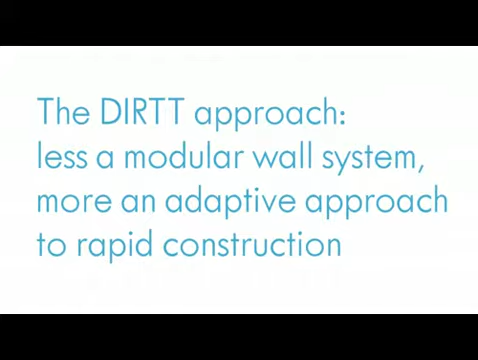 The DIRTT approach:
less a modular wall system,
more an adaptive approach
to rapid construction